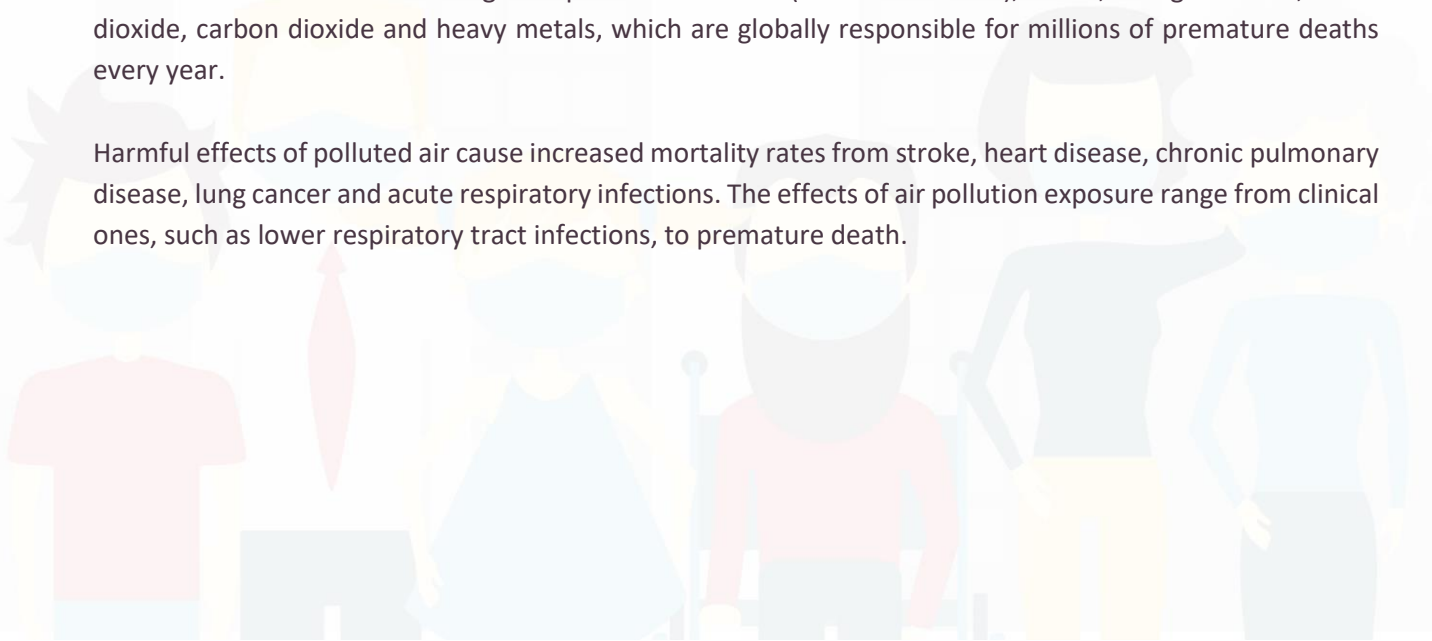 dioxide, carbon dioxide and heavy metals, which are globally responsible for millions of premature deaths
every year.
Harmful effects of polluted air cause increased mortality rates from stroke, heart disease, chronic pulmonary
disease, lung cancer and acute respiratory infections. The effects of air pollution exposure range from clinical
ones, such as lower respiratory tract infections, to premature death.